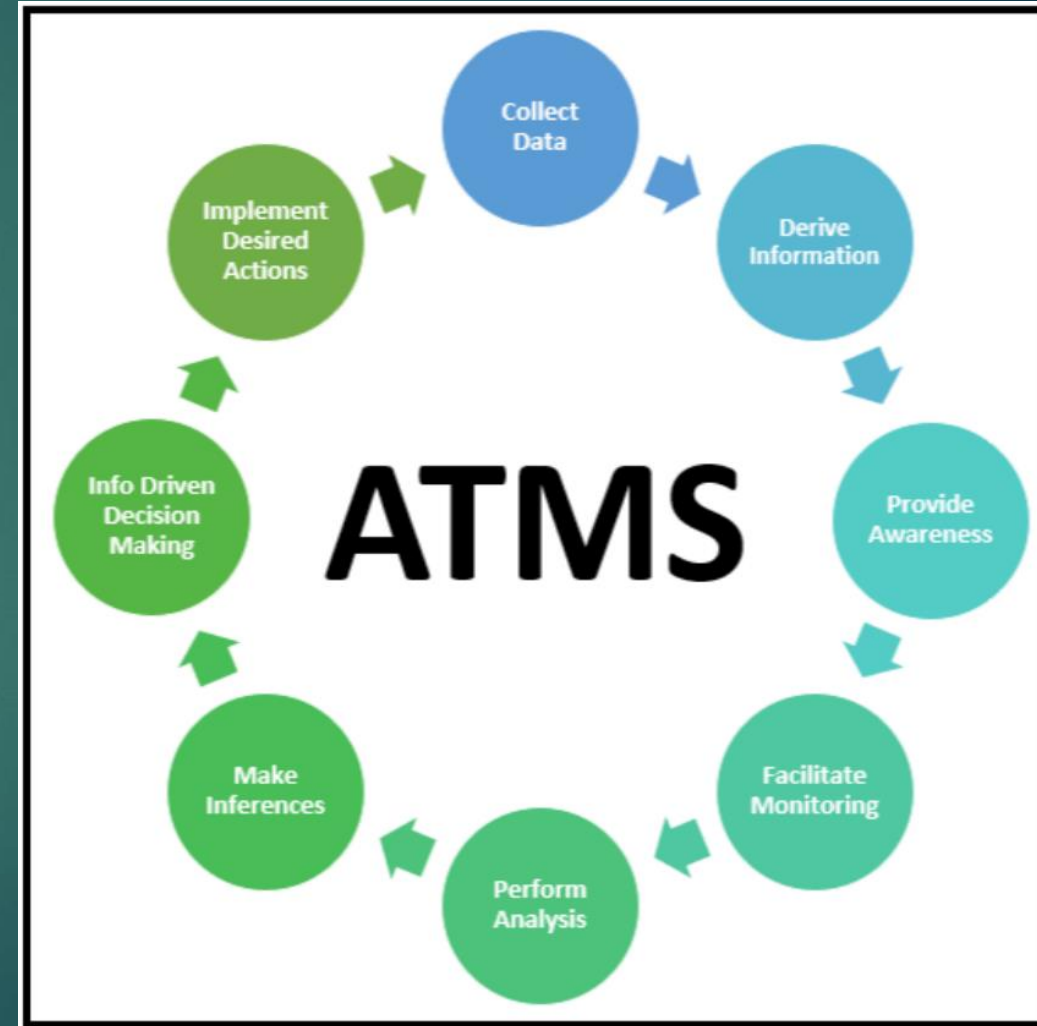 Collect
Data
Derive
Information
Provide
Awareness
Facilitate
Monitoring
Perform
Analysis
Make
Inferences
Info Driven
Decision
Making
Implement
Desired
Actions
ATMS